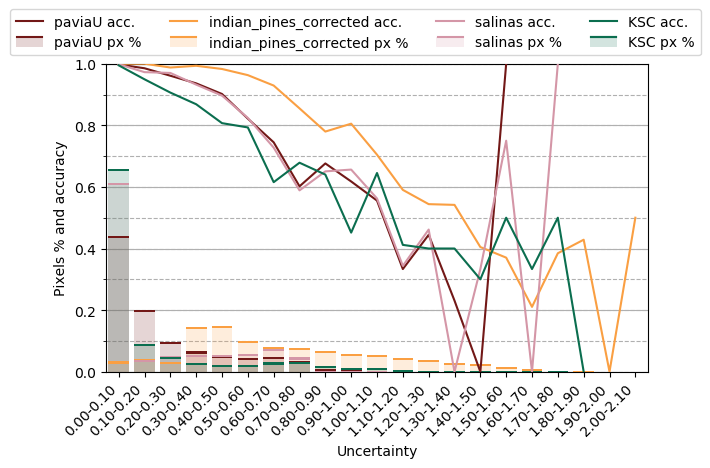 paviaU acc. indian_pines_corrected acc. salinas acc. KSC acc.
paviaU px % indian_pines_corrected px % salinas px % KSC px %
1.0
0.8
0.6
0.4
0.2
0.0
Pixels % and accuracy
0.00-0.10 0.10-0.20 0.20-0.30 0.30-0.40 0.40-0.50 0.50-0.60 0.60-0.70 0.70-0.80 0.80-0.90 0.90-1.00 1.00-1.10 1.10-1.20 1.20-1.30 1.30-1.40 1.40-1.50 1.50-1.60 1.60-1.70 1.70-1.80 1.80-1.90 1.90-2.00 2.00-2.10
Uncertainty